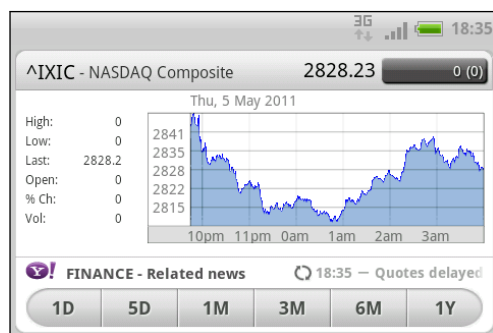 3G 18:35
^IXIC - NASDAQ Composite 2828.23 0 (0)
Thu, 5 May 2011
High: 0
Low: 0
Last: 2828.2
Open: 0
% Ch: 0
Vol: 0
2841
2835
2828
2822
2815
10pm 11pm 0am 1am 2am 3am
Y! FINANCE - Related news 18:35 — Quotes delayed
1D 5D 1M 3M 6M 1Y